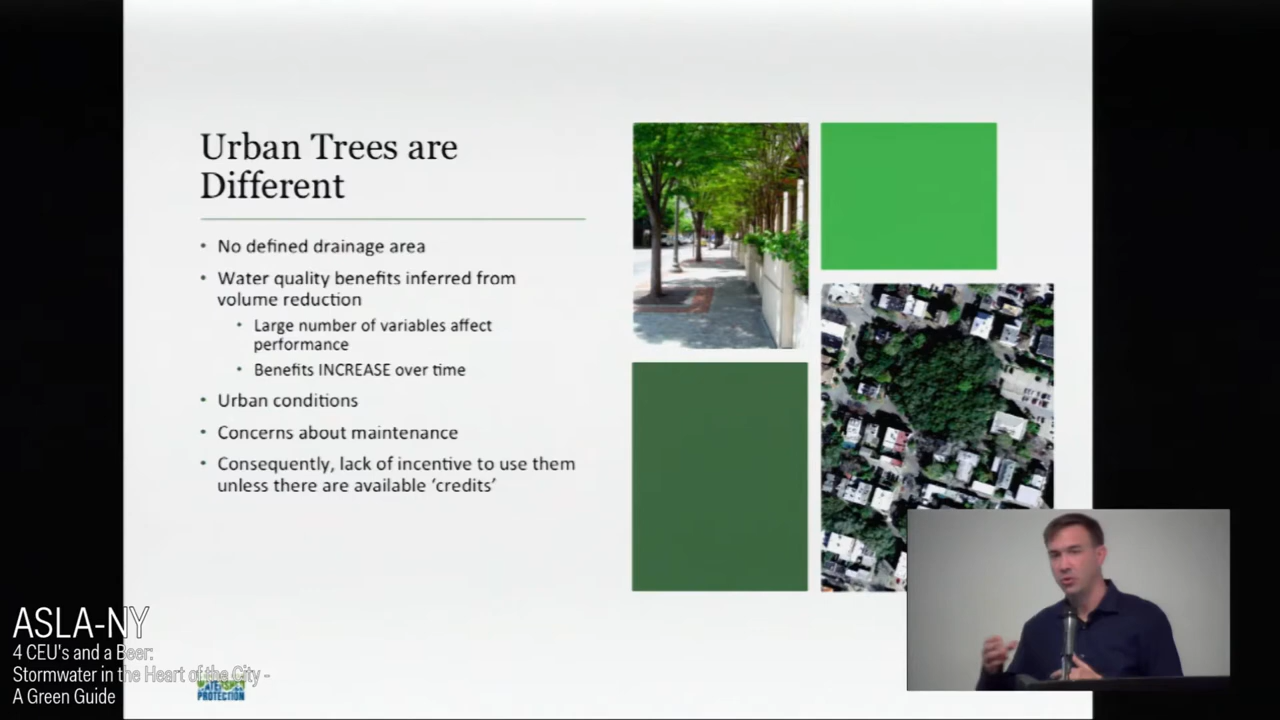 Urban Trees are
Different
• No defined drainage area
• Water quality benefits inferred from
volume reduction
• Large number of variables affect
performance
• Benefits INCREASE over time
• Urban conditions
• Concerns about maintenance
• Consequently, lack of incentive to use them
unless there are available ‘credits’
ASLA-NY
4 CEU's and a Beer:
Stormwater in the Heart of the City -
A Green Guide
WATERSHED
PROTECTION